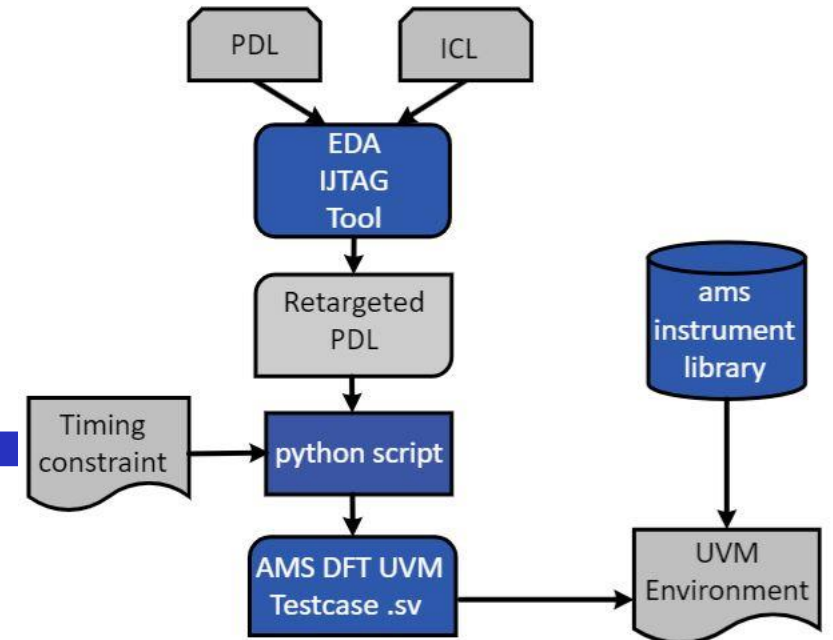 PDL
ICL
EDA
IJTAG
Tool
Retargeted
PDL
ams
instrument
library
Timing
constraint
python script
AMS DFT UVM
Testcase .sv
UVM
Environment